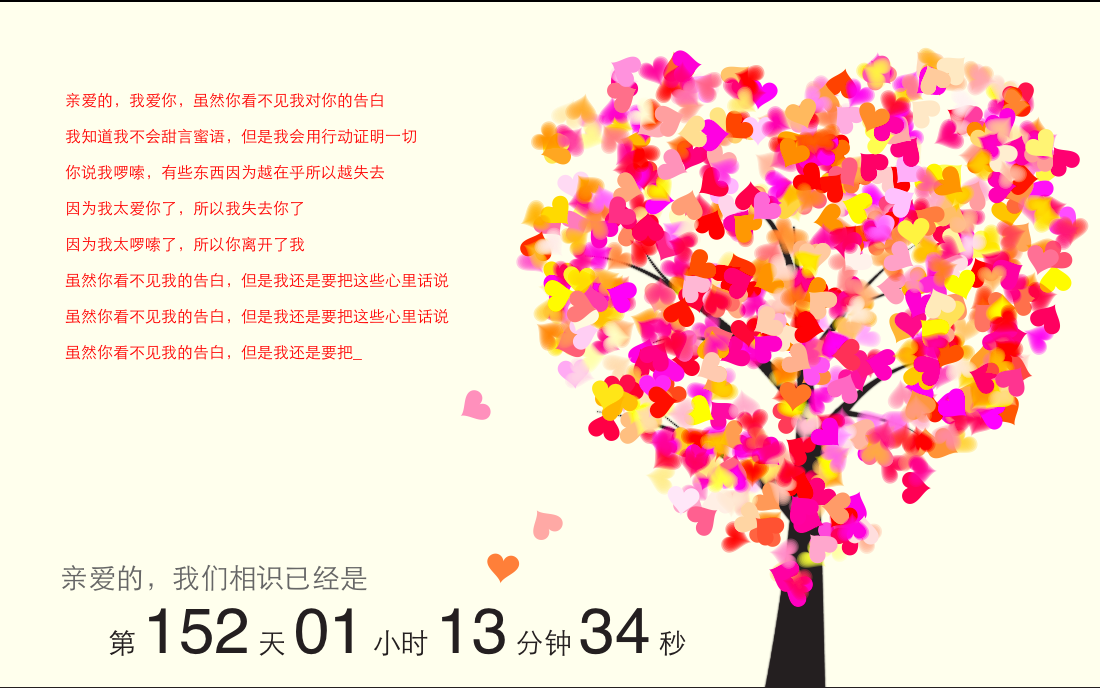 亲爱的，我爱你，虽然你看不见我对你的告白
我知道我不会甜言蜜语，但是我会用行动证明一切
你说我啰嗦，有些东西因为越在乎所以越失去
因为我太爱你了，所以我失去你了
因为我太啰嗦了，所以你离开了我
虽然你看不见我的告白，但是我还是要把这些心里话说
虽然你看不见我的告白，但是我还是要把这些心里话说
虽然你看不见我的告白，但是我还是要把_
亲爱的，我们相识已经是
第 152 天 01 小时 13 分钟 34 秒